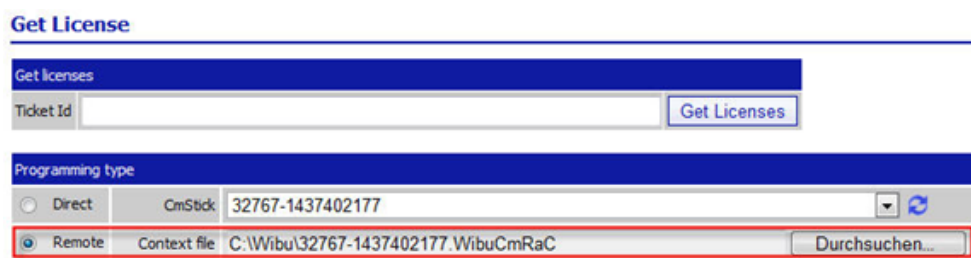 Get License
Get licenses
Ticket Id Get Licenses
Programming type
Direct CmStick 32767-1437402177
Remote Context file C:\Wibu\32767-1437402177.WibuCmRaC Durchsuchen...